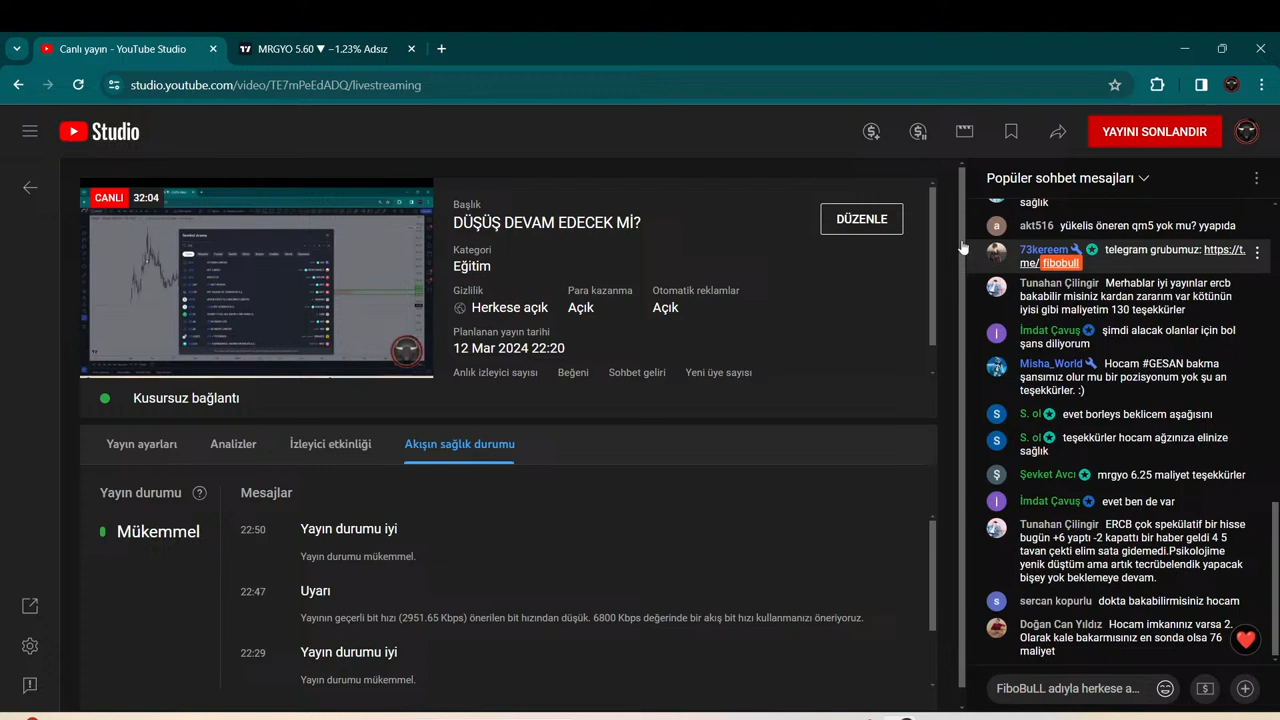 Canlı yayın - YouTube Studio
MRGYO 5.60 ▼ −1.23% Adsız
studio.youtube.com/video/TE7mPeEdADQ/livestreaming
Studio
YAYINI SONLANDIR
CANLI 32:04
Başlık
DÜŞÜŞ DEVAM EDECEK Mİ?
DÜZENLE
Kategori
Eğitim
Gizlilik Para kazanma Otomatik reklamlar
Herkese açık Açık Açık
Planlanan yayın tarihi
12 Mar 2024 22:20
Anlık izleyici sayısı Beğeni Sohbet geliri Yeni üye sayısı
Kusursuz bağlantı
Yayın ayarları Analizler İzleyici etkinliği Akışın sağlık durumu
Yayın durumu ? Mesajlar
Mükemmel
22:50 Yayın durumu iyi
Yayın durumu mükemmel.
22:47 Uyarı
Yayının geçerli bit hızı (2951.65 Kbps) önerilen bit hızından düşük. 6800 Kbps değerinde bir akış bit hızı kullanmanızı öneriyoruz.
22:29 Yayın durumu iyi
Yayın durumu mükemmel.
Popüler sohbet mesajları
sağlık
a akt516 yükelis öneren qm5 yok mu? yyapıda
73kereem telegram grubumuz: https://t.
me/fibobull
Tunahan Çilingir Merhablar iyi yayınlar ercb
bakabilir misiniz kardan zararım var kötünün
iyisi gibi maliyetim 130 teşekkürler
i İmdat Çavuş şimdi alacak olanlar için bol
şans diliyorum
Misha_World Hocam #GESAN bakma
şansımız olur mu bir pozisyonum yok şu an
teşekkürler. :)
S S. ol evet borleys beklicem aşağısını
S S. ol teşekkürler hocam ağzınıza elinize
sağlık
Ş Şevket Avcı mrgyo 6.25 maliyet teşekkürler
i İmdat Çavuş evet ben de var
Tunahan Çilingir ERCB çok spekülatif bir hisse
bugün +6 yaptı -2 kapattı bir haber geldi 4 5
tavan çekti elim sata gidemedi.Psikolojime
yenik düştüm ama artık tecrübelendik yapacak
bişey yok beklemeye devam.
s sercan kopurlu dokta bakabilirmisiniz hocam
Doğan Can Yıldız Hocam imkanınız varsa 2.
Olarak kale bakarmısınız en sonda olsa 76
maliyet
FiboBuLL adıyla herkese a...